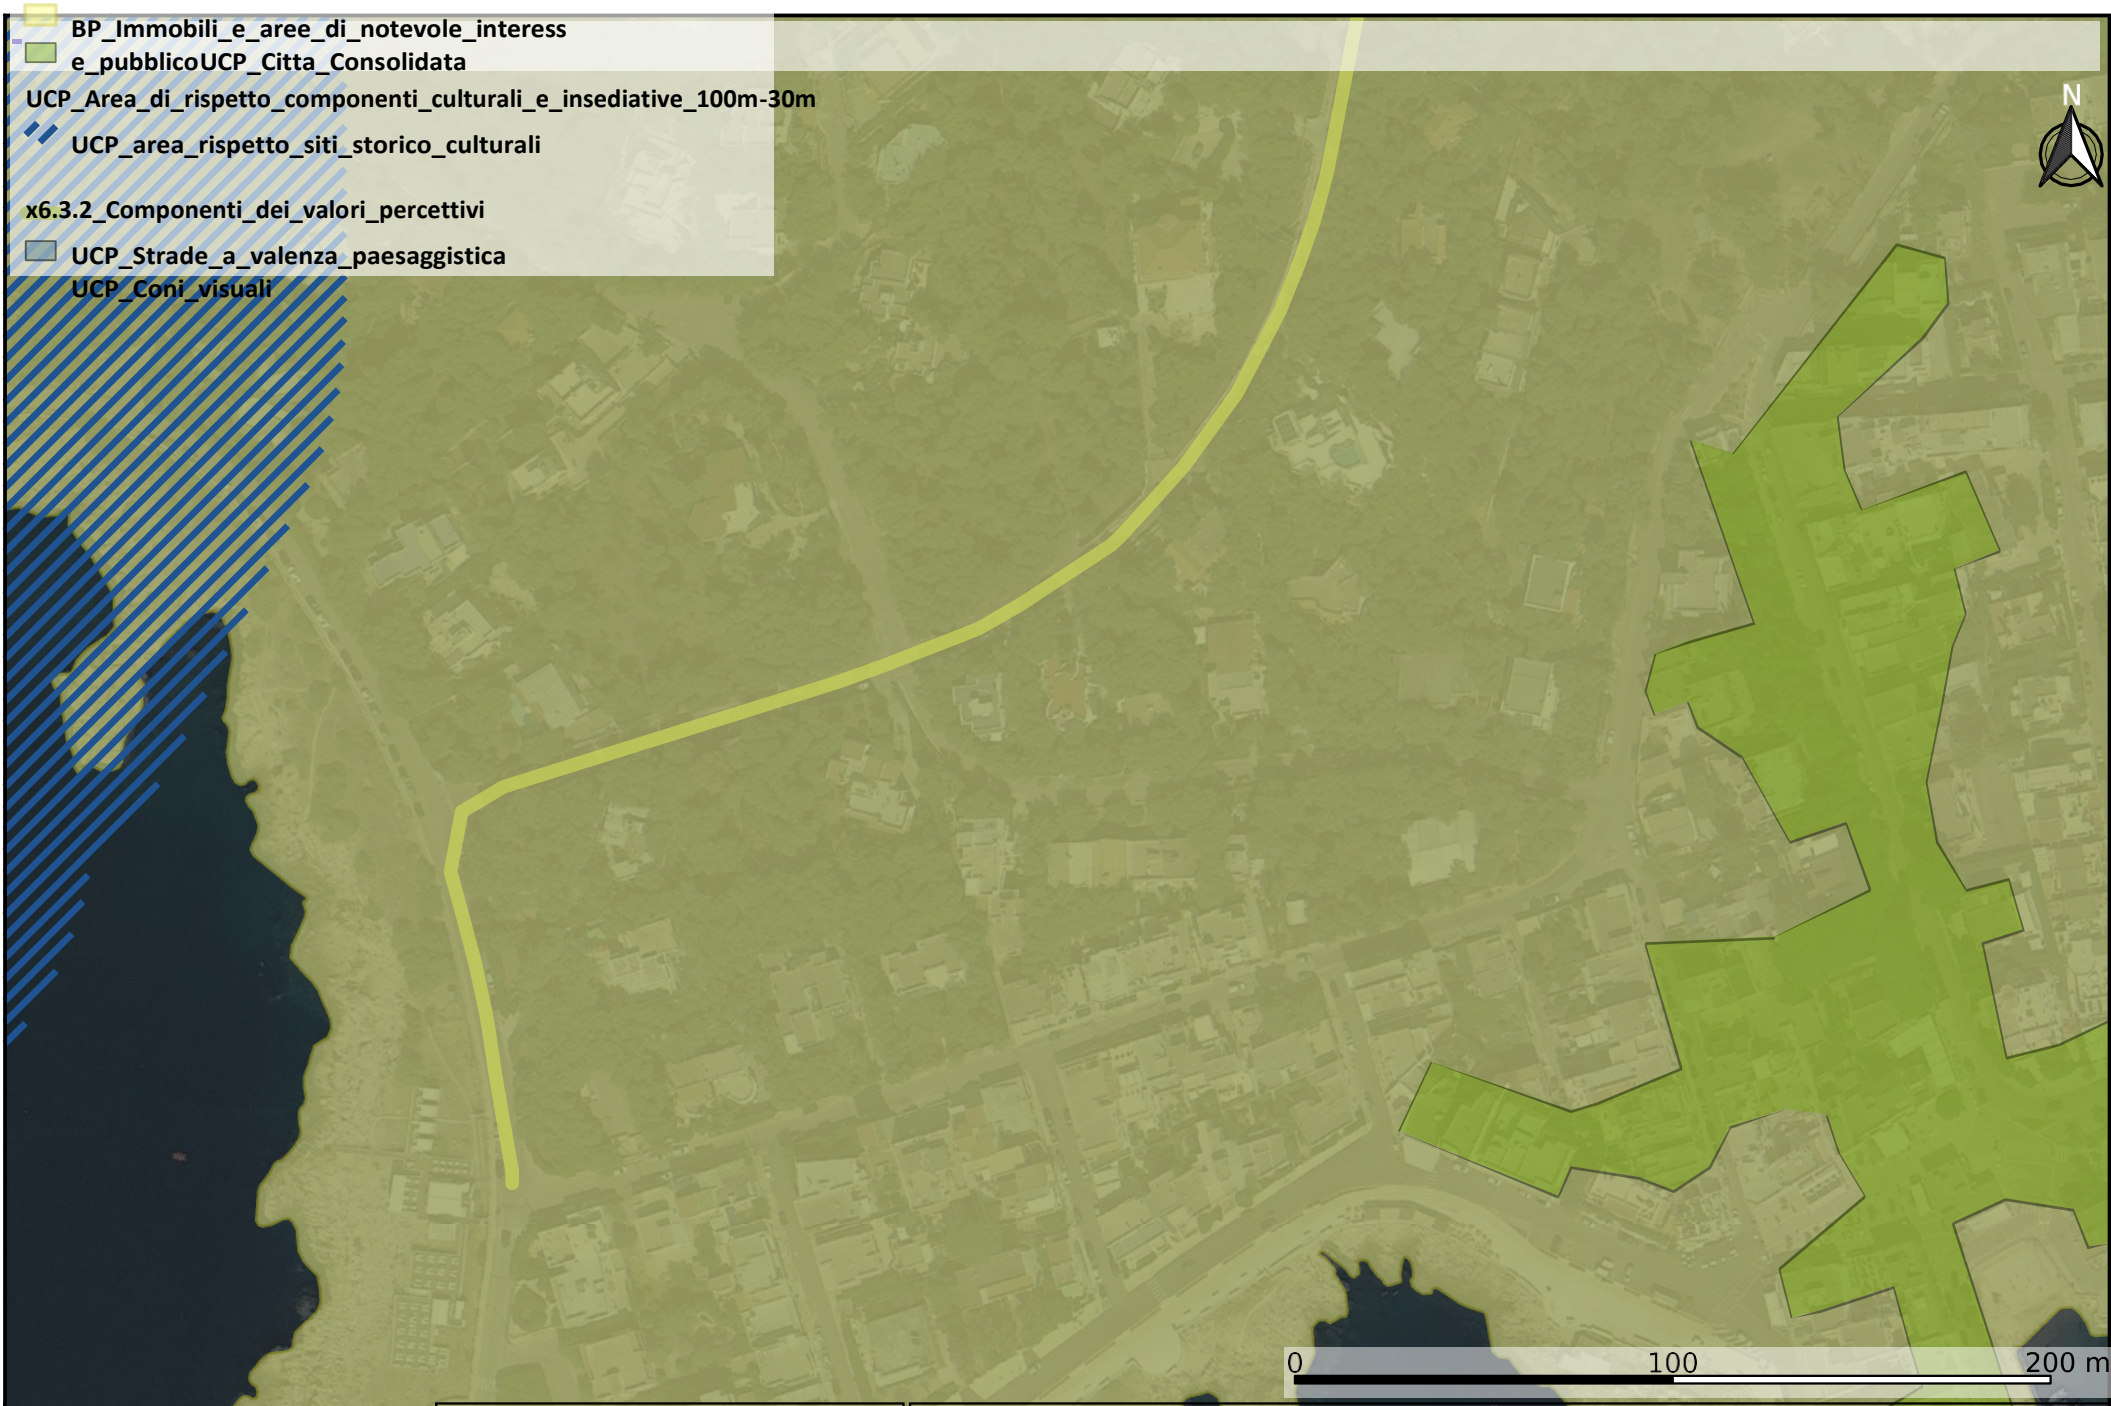 BP_Immobili_e_aree_di_notevole_interess
e_pubblicoUCP_Citta_Consolidata
UCP_Area_di_rispetto_componenti_culturali_e_insediative_100m-30m
UCP_area_rispetto_siti_storico_culturali
x6.3.2_Componenti_dei_valori_percettivi
UCP_Strade_a_valenza_paesaggistica
UCP_Coni_visuali
N
0 100 200 m